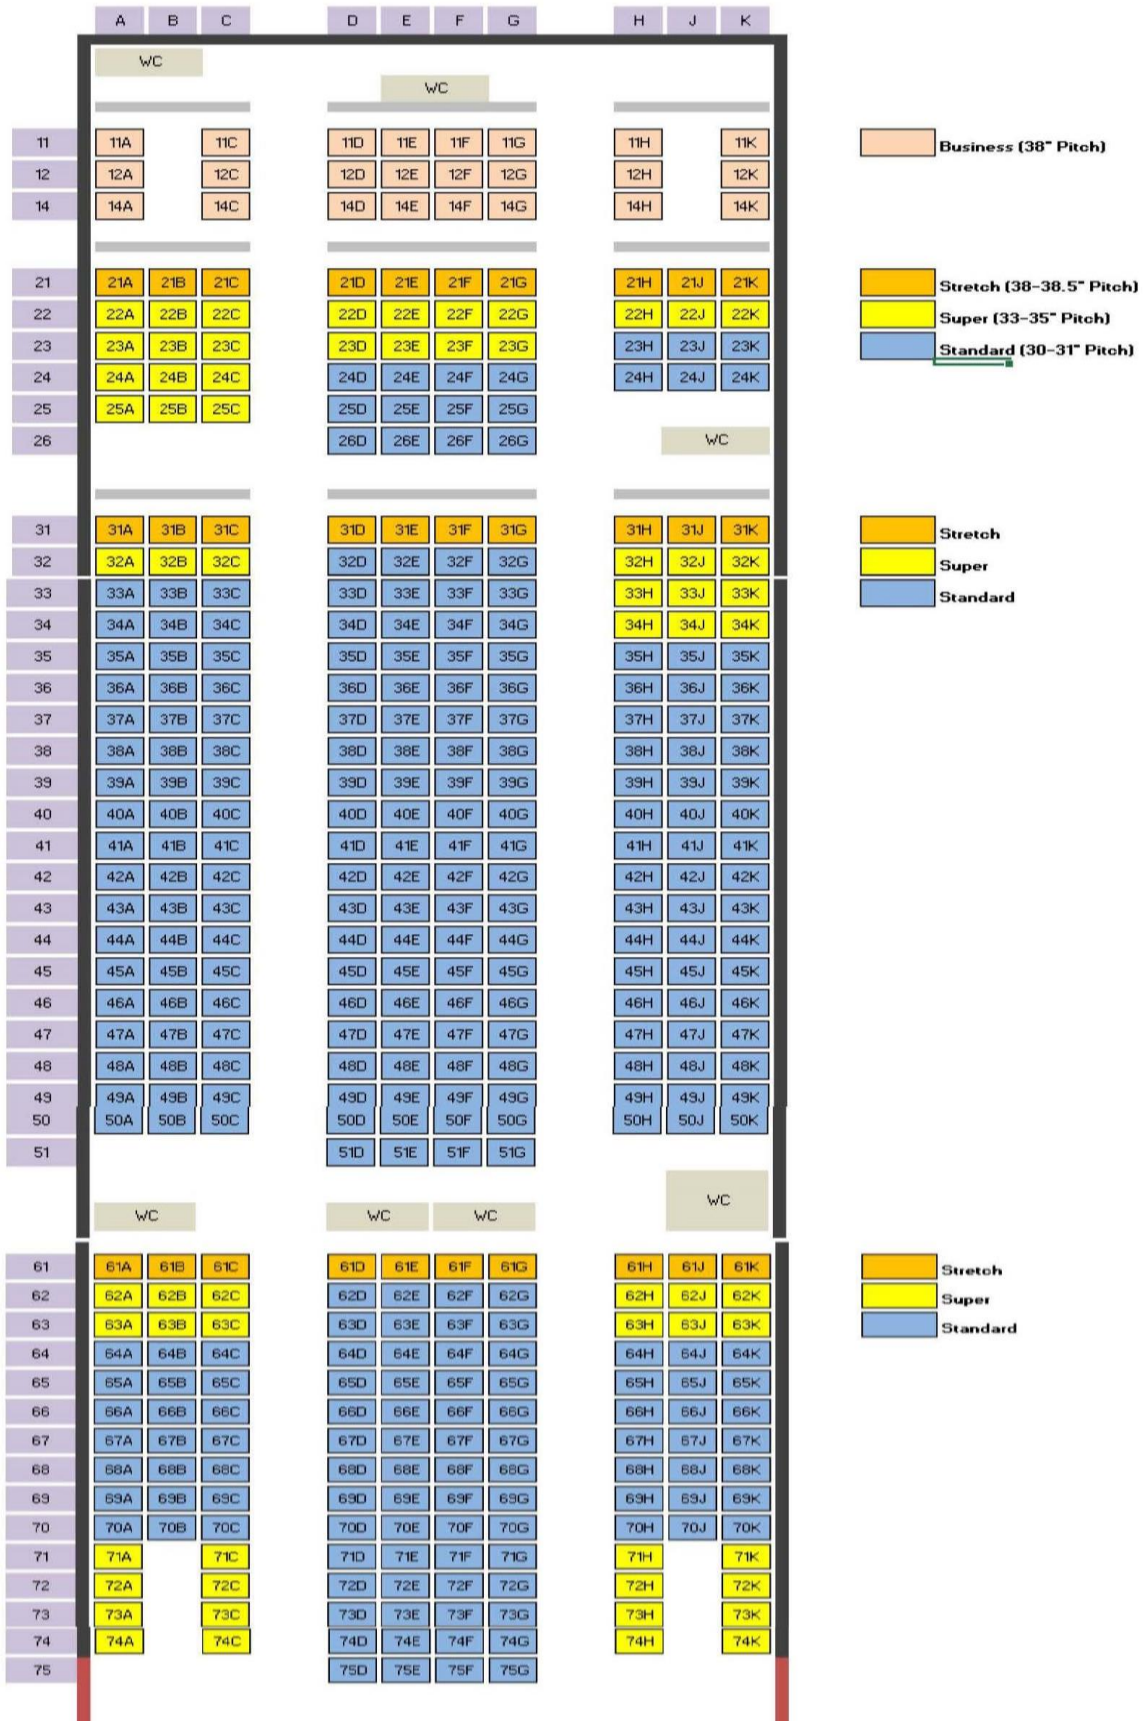 A B C D E F G H J K
WC
WC
11 11A 11C 11D 11E 11F 11G 11H 11K Business (38" Pitch)
12 12A 12C 12D 12E 12F 12G 12H 12K
14 14A 14C 14D 14E 14F 14G 14H 14K
21 21A 21B 21C 21D 21E 21F 21G 21H 21J 21K Stretch (38-38.5" Pitch)
22 22A 22B 22C 22D 22E 22F 22G 22H 22J 22K Super (33-35" Pitch)
23 23A 23B 23C 23D 23E 23F 23G 23H 23J 23K Standard (30-31" Pitch)
24 24A 24B 24C 24D 24E 24F 24G 24H 24J 24K
25 25A 25B 25C 25D 25E 25F 25G
26 26D 26E 26F 26G WC
31 31A 31B 31C 31D 31E 31F 31G 31H 31J 31K Stretch
32 32A 32B 32C 32D 32E 32F 32G 32H 32J 32K Super
33 33A 33B 33C 33D 33E 33F 33G 33H 33J 33K Standard
34 34A 34B 34C 34D 34E 34F 34G 34H 34J 34K
35 35A 35B 35C 35D 35E 35F 35G 35H 35J 35K
36 36A 36B 36C 36D 36E 36F 36G 36H 36J 36K
37 37A 37B 37C 37D 37E 37F 37G 37H 37J 37K
38 38A 38B 38C 38D 38E 38F 38G 38H 38J 38K
39 39A 39B 39C 39D 39E 39F 39G 39H 39J 39K
40 40A 40B 40C 40D 40E 40F 40G 40H 40J 40K
41 41A 41B 41C 41D 41E 41F 41G 41H 41J 41K
42 42A 42B 42C 42D 42E 42F 42G 42H 42J 42K
43 43A 43B 43C 43D 43E 43F 43G 43H 43J 43K
44 44A 44B 44C 44D 44E 44F 44G 44H 44J 44K
45 45A 45B 45C 45D 45E 45F 45G 45H 45J 45K
46 46A 46B 46C 46D 46E 46F 46G 46H 46J 46K
47 47A 47B 47C 47D 47E 47F 47G 47H 47J 47K
48 48A 48B 48C 48D 48E 48F 48G 48H 48J 48K
49 49A 49B 49C 49D 49E 49F 49G 49H 49J 49K
50 50A 50B 50C 50D 50E 50F 50G 50H 50J 50K
51 51D 51E 51F 51G
WC WC WC WC
61 61A 61B 61C 61D 61E 61F 61G 61H 61J 61K Stretch
62 62A 62B 62C 62D 62E 62F 62G 62H 62J 62K Super
63 63A 63B 63C 63D 63E 63F 63G 63H 63J 63K Standard
64 64A 64B 64C 64D 64E 64F 64G 64H 64J 64K
65 65A 65B 65C 65D 65E 65F 65G 65H 65J 65K
66 66A 66B 66C 66D 66E 66F 66G 66H 66J 66K
67 67A 67B 67C 67D 67E 67F 67G 67H 67J 67K
68 68A 68B 68C 68D 68E 68F 68G 68H 68J 68K
69 69A 69B 69C 69D 69E 69F 69G 69H 69J 69K
70 70A 70B 70C 70D 70E 70F 70G 70H 70J 70K
71 71A 71C 71D 71E 71F 71G 71H 71K
72 72A 72C 72D 72E 72F 72G 72H 72K
73 73A 73C 73D 73E 73F 73G 73H 73K
74 74A 74C 74D 74E 74F 74G 74H 74K
75 75D 75E 75F 75G